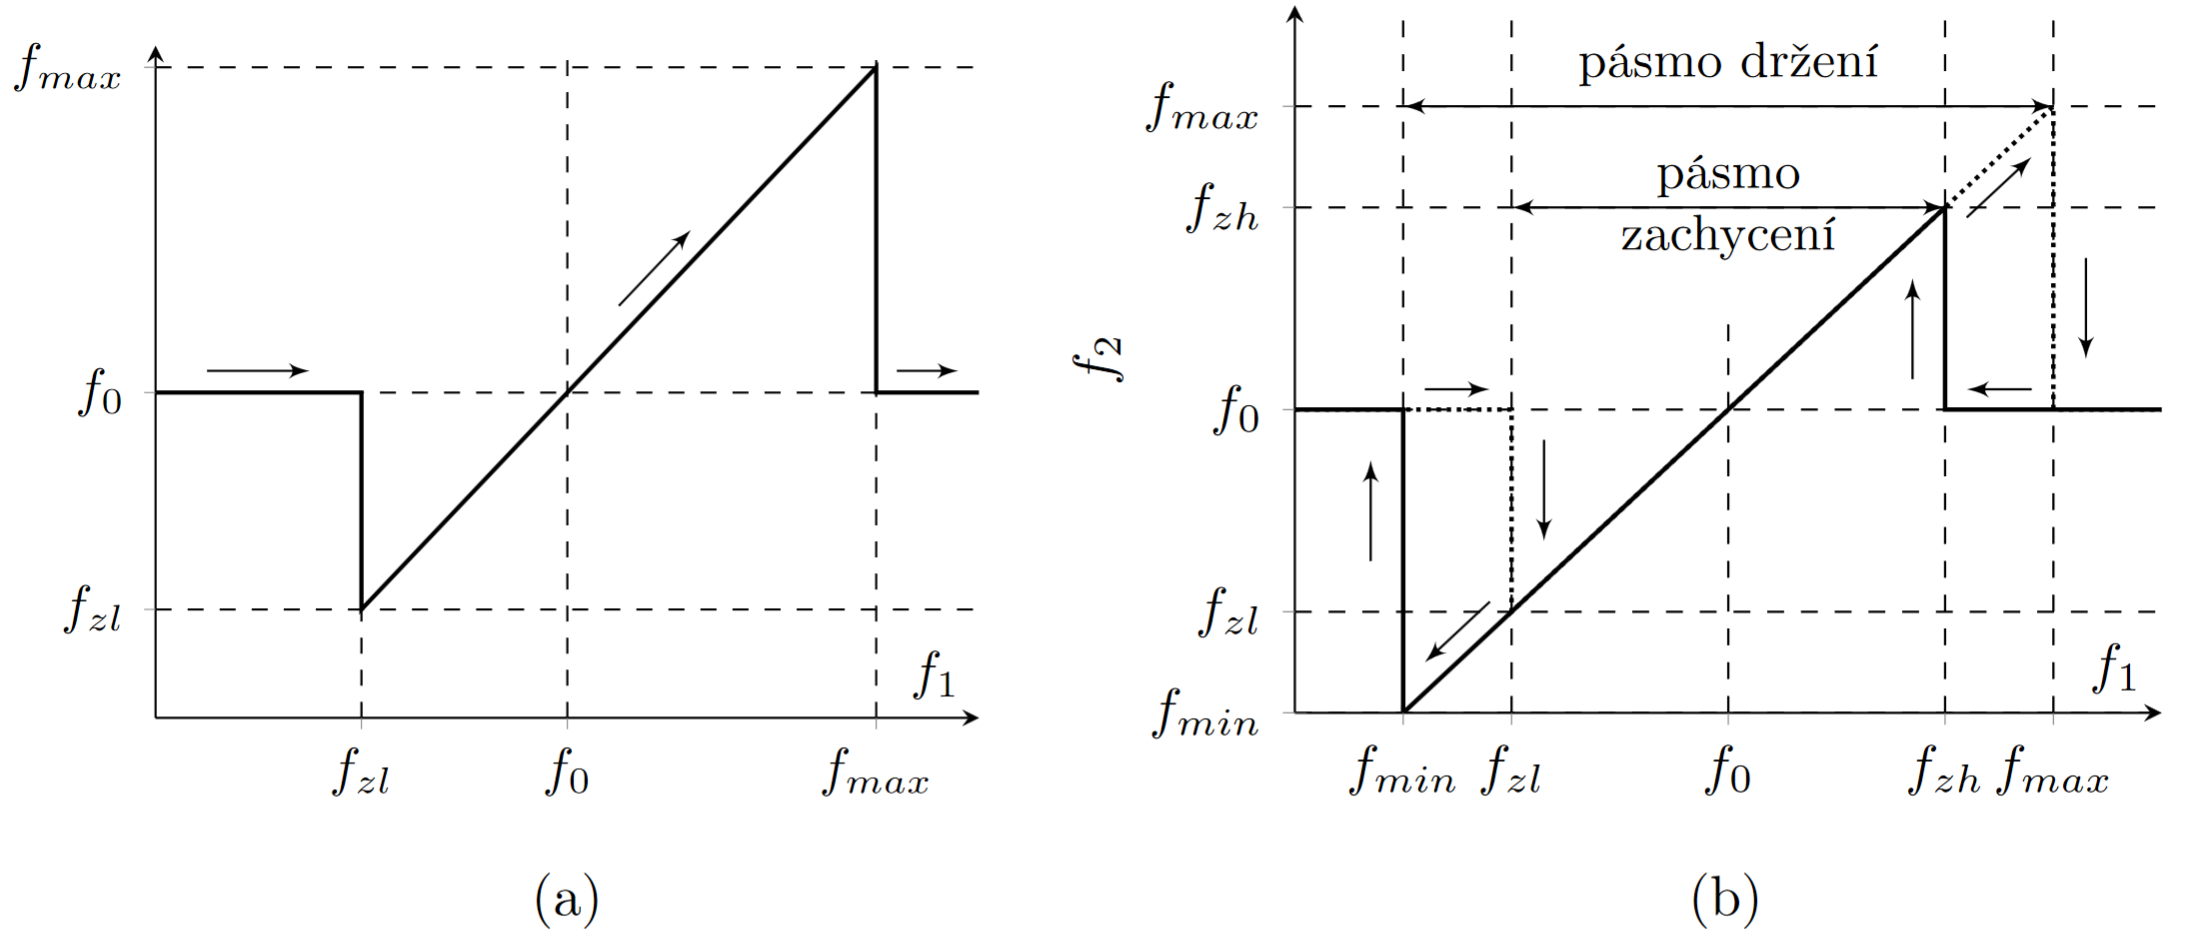 f_max
f_0
f_zl
f_1
f_zl f_0 f_max
(a)
f_2
pásmo držení
f_max
pásmo
zachycení
f_zh
f_0
f_zl
f_1
f_min
f_min f_zl f_0 f_zh f_max
(b)